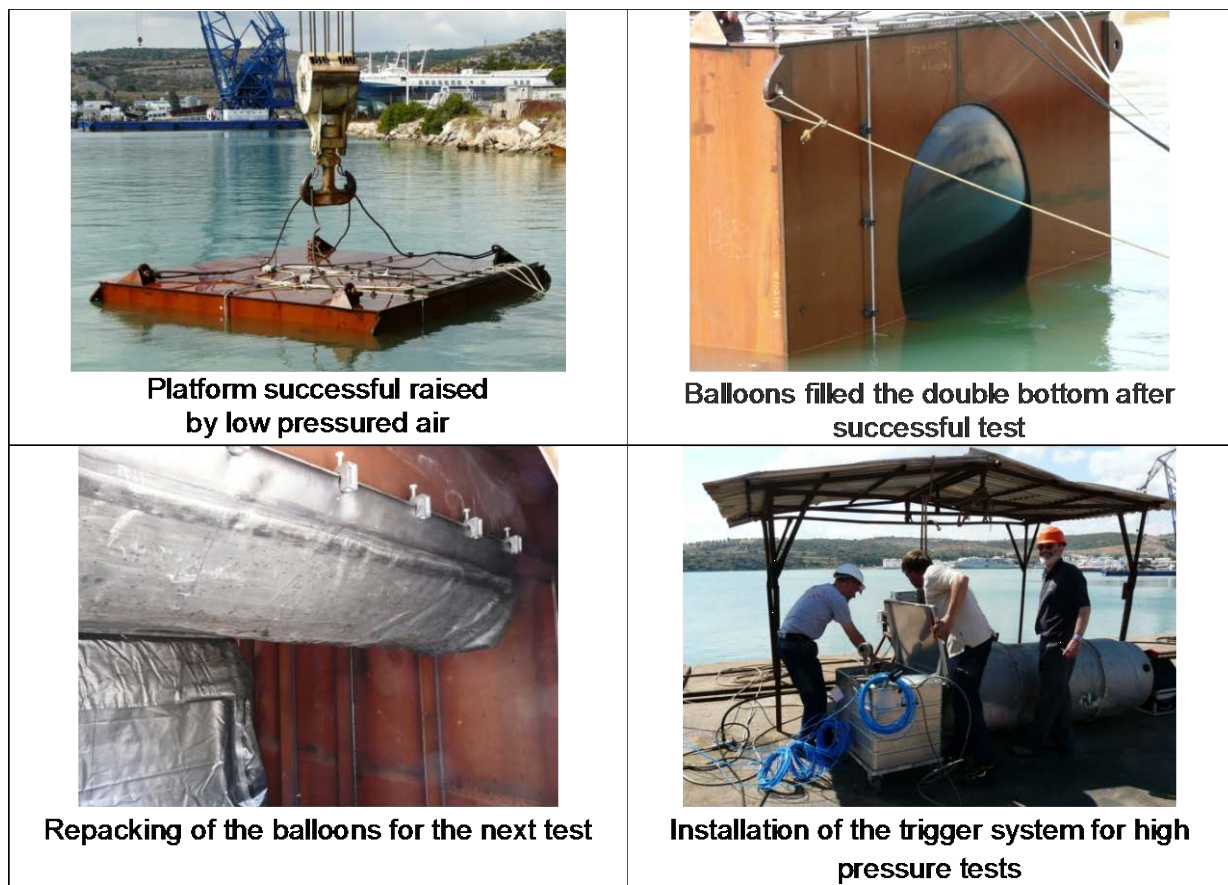 Platform successful raised
by low pressured air
Balloons filled the double bottom after
successful test
Repacking of the balloons for the next test
Installation of the trigger system for high
pressure tests